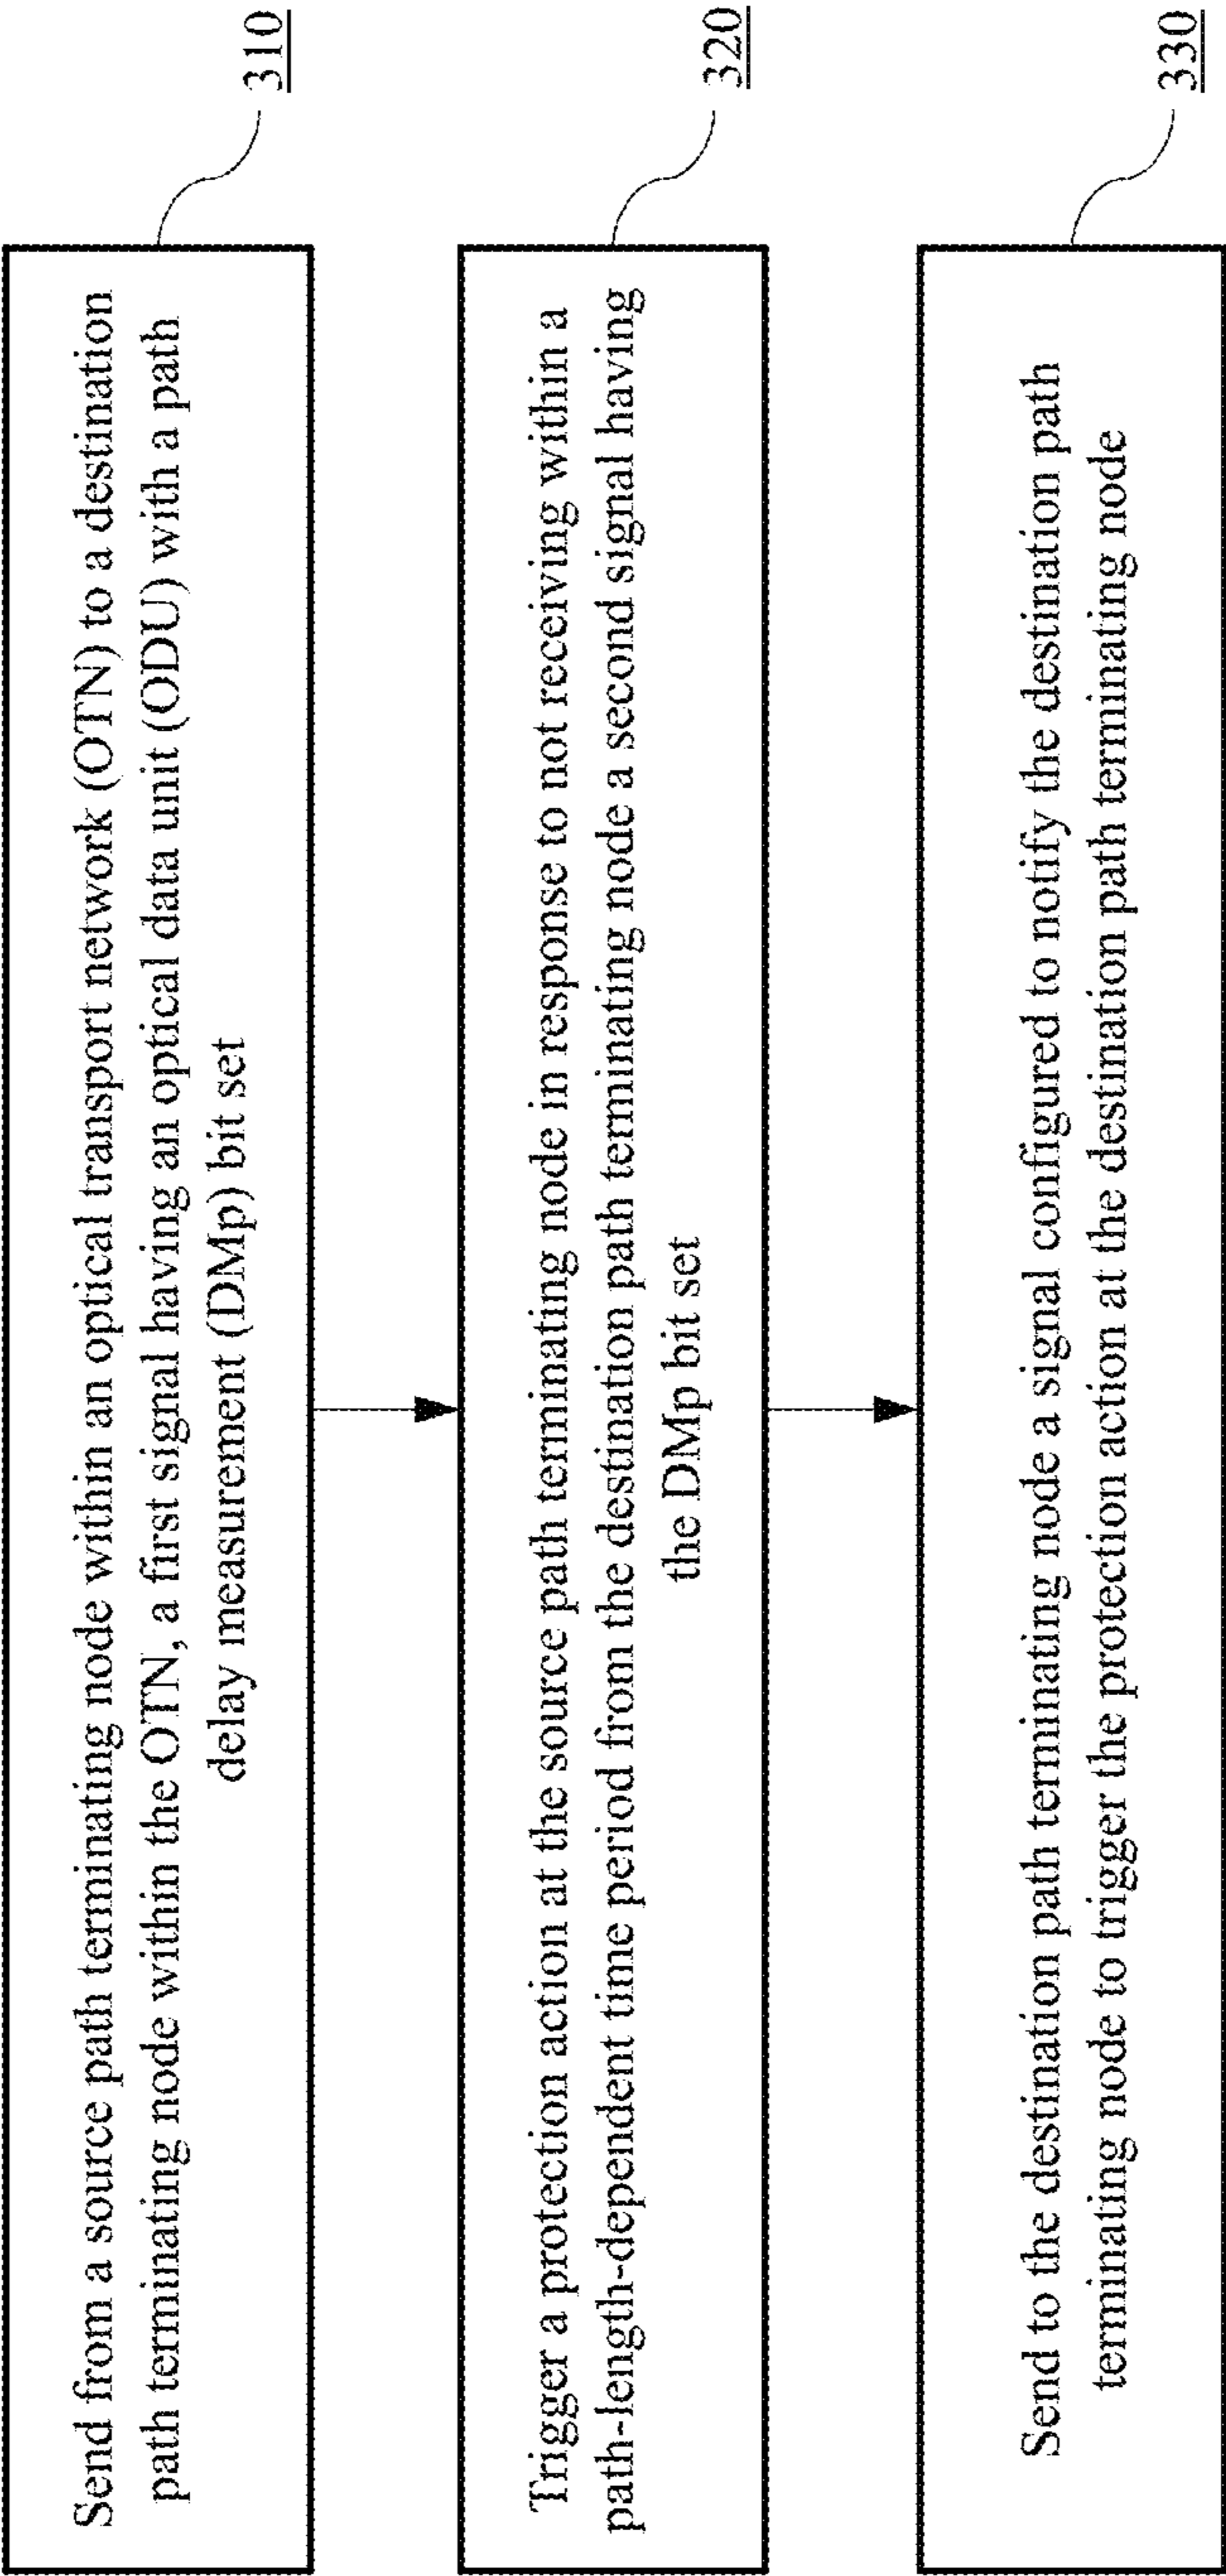 Send from a source path terminating node within an optical transport network (OTN) to a destination
path terminating node within the OTN, a first signal having an optical data unit (ODU) with a path
delay measurement (DMp) bit set
310
Trigger a protection action at the source path terminating node in response to not receiving within a
path-length-dependent time period from the destination path terminating node a second signal having
the DMp bit set
320
Send to the destination path terminating node a signal configured to notify the destination path
terminating node to trigger the protection action at the destination path terminating node
330